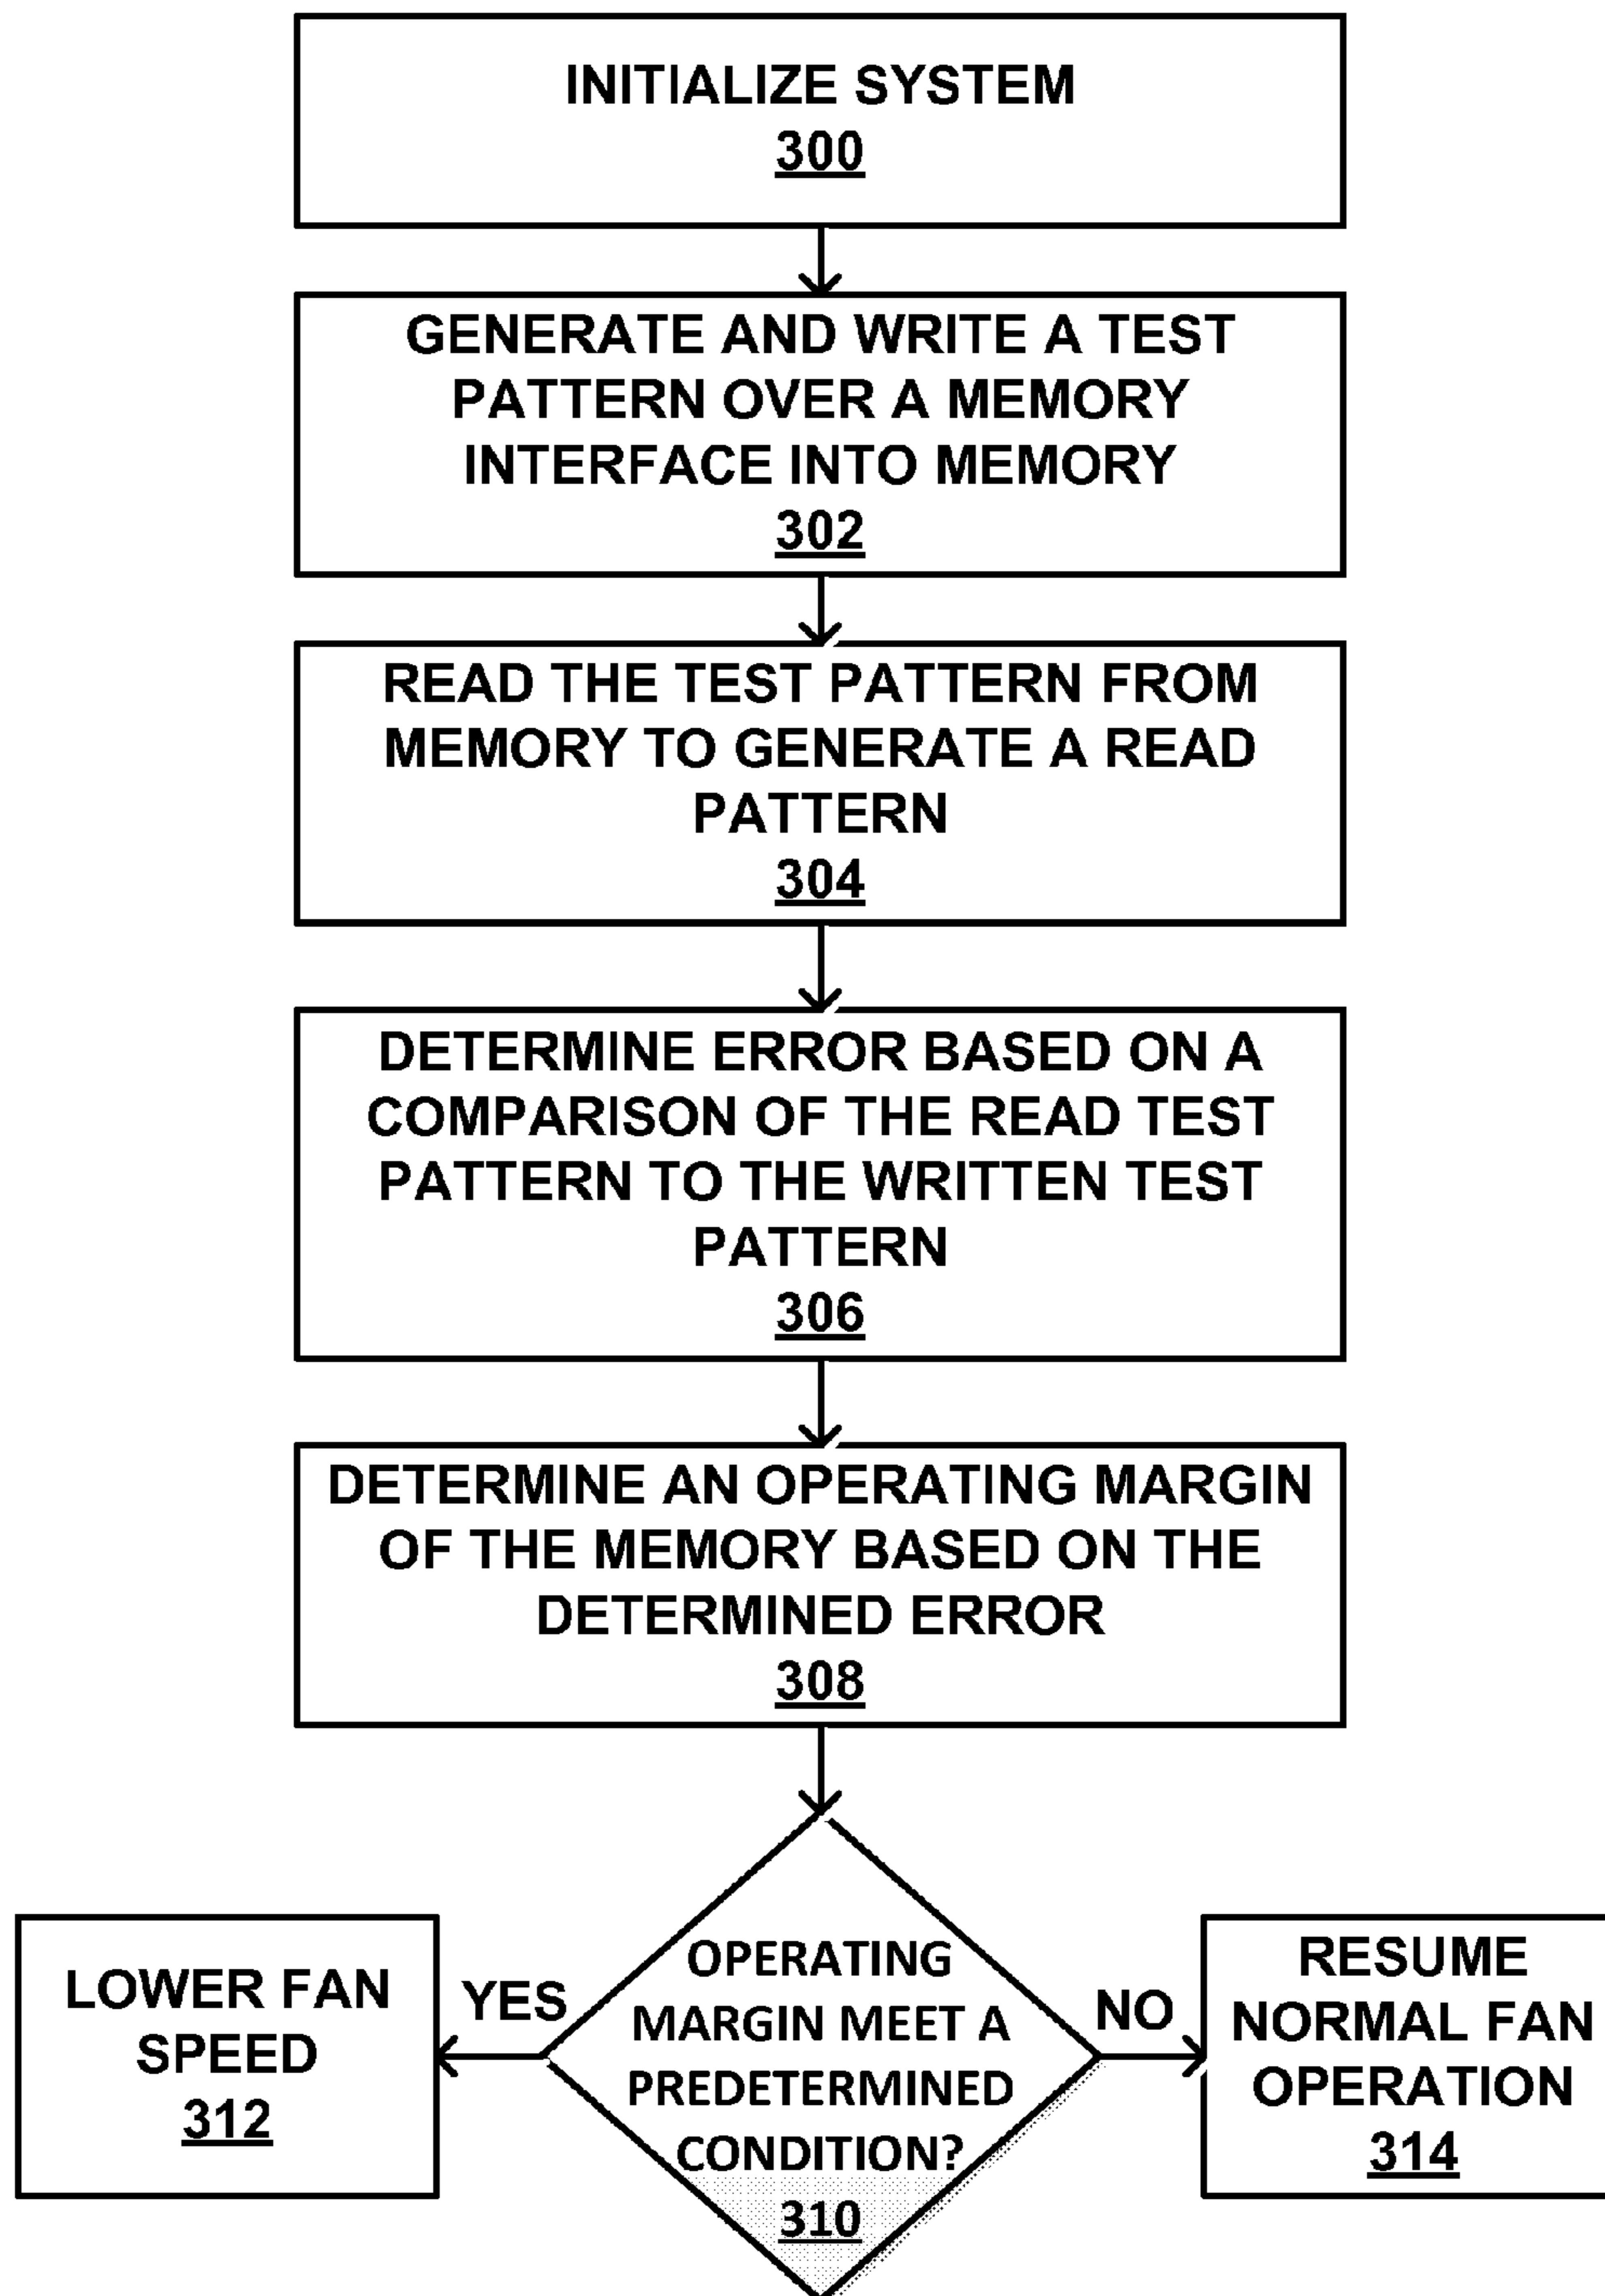 INITIALIZE SYSTEM
300
GENERATE AND WRITE A TEST
PATTERN OVER A MEMORY
INTERFACE INTO MEMORY
302
READ THE TEST PATTERN FROM
MEMORY TO GENERATE A READ
PATTERN
304
DETERMINE ERROR BASED ON A
COMPARISON OF THE READ TEST
PATTERN TO THE WRITTEN TEST
PATTERN
306
DETERMINE AN OPERATING MARGIN
OF THE MEMORY BASED ON THE
DETERMINED ERROR
308
OPERATING
MARGIN MEET A
PREDETERMINED
CONDITION?
310
YES
LOWER FAN
SPEED
312
NO
RESUME
NORMAL FAN
OPERATION
314